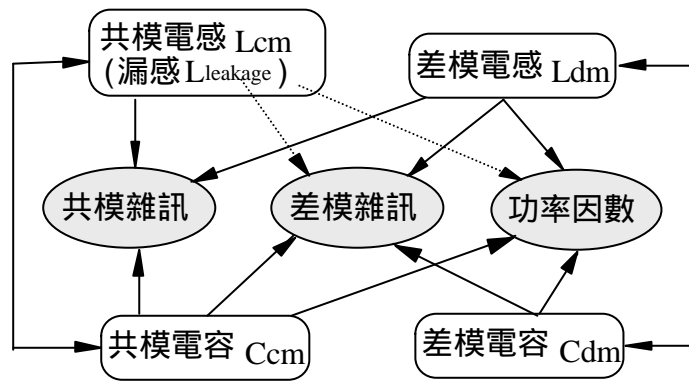 共模電感 Lcm
(漏感 Lleakage)
差模電感 Ldm
共模雜訊
差模雜訊
功率因數
共模電容 Ccm
差模電容 Cdm